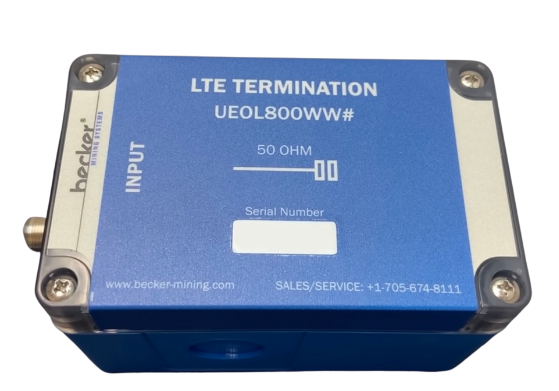 LTE TERMINATION
UEOL800WW#
becker®
MINING SYSTEMS
INPUT
50 OHM
Serial Number
www.becker-mining.com
SALES/SERVICE: +1-705-674-8111